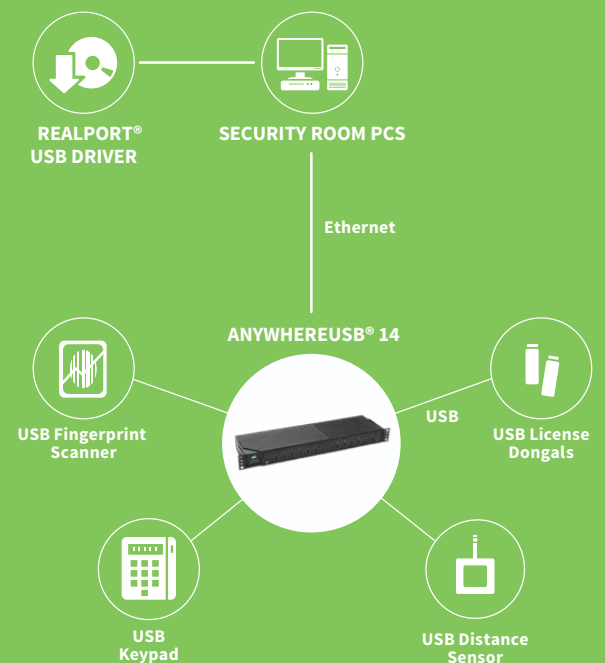 REALPORT®
USB DRIVER
SECURITY ROOM PCS
Ethernet
ANYWHEREUSB® 14
USB
USB Fingerprint
Scanner
USB License
Dongals
USB
Keypad
USB Distance
Sensor